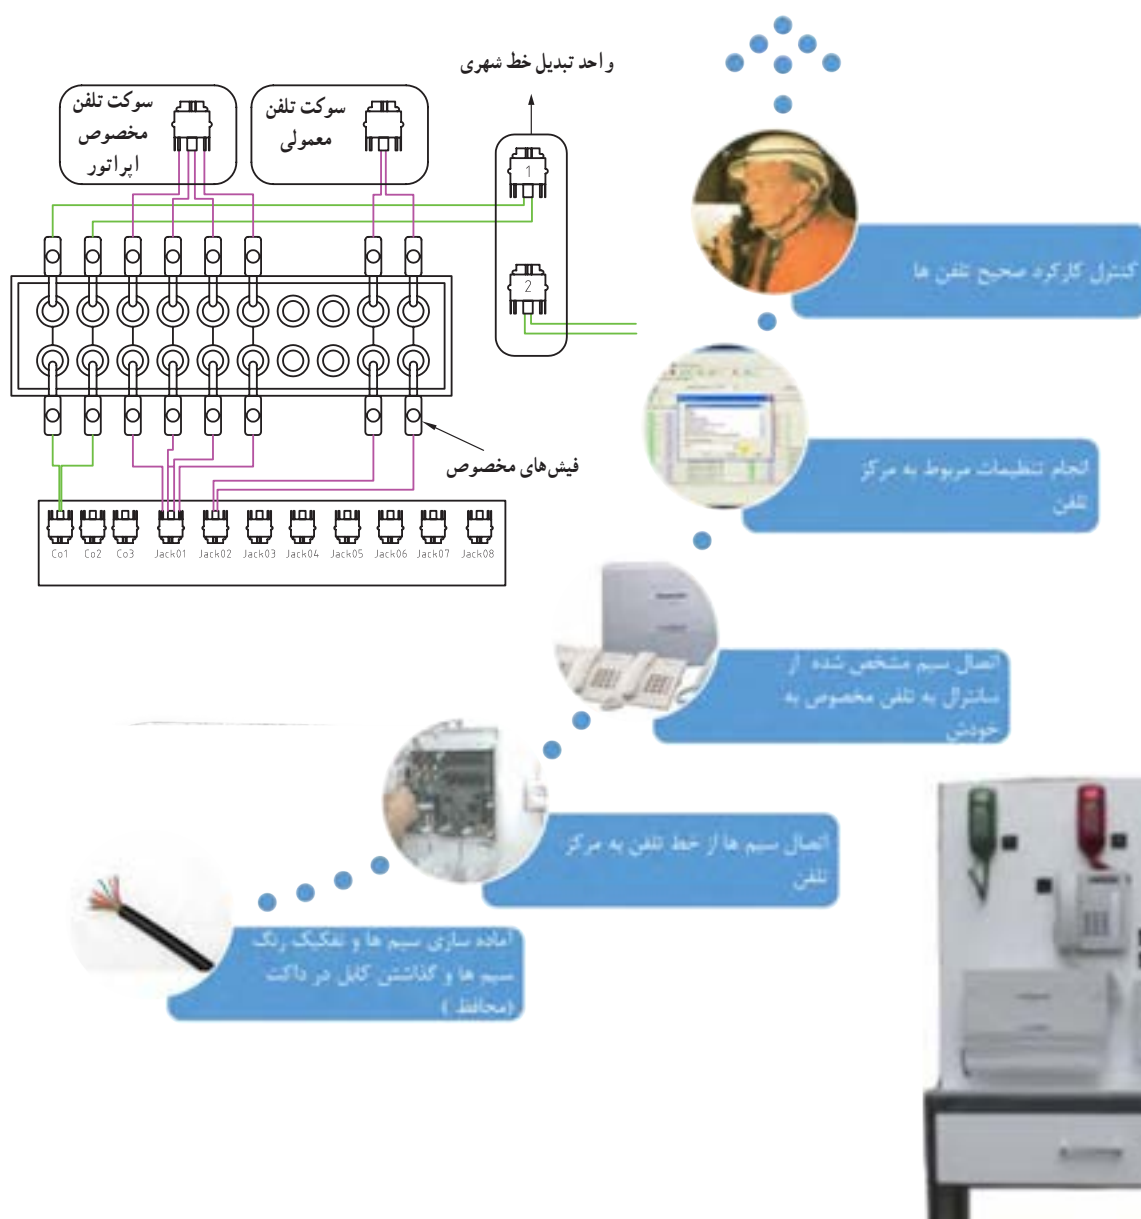 واحد تبدیل خط شهری
سوکت تلفن
مخصوص
اپراتور
سوکت تلفن
معمولی
1
2
فیش‌های مخصوص
Co1 Co2 Co3 Jack01 Jack02 Jack03 Jack04 Jack05 Jack06 Jack07 Jack08
کنترل کارکرد صحیح تلفن ها
انجام تنظیمات مربوط به مرکز
تلفن
اتصال سیم مشخص شده از
سانترال به تلفن مخصوص به
خودش
اتصال سیم ها از خط تلفن به مرکز
تلفن
آماده سازی سیم ها و تفکیک رنگ
سیم ها و گذاشتن کابل در داکت
(محافظ )